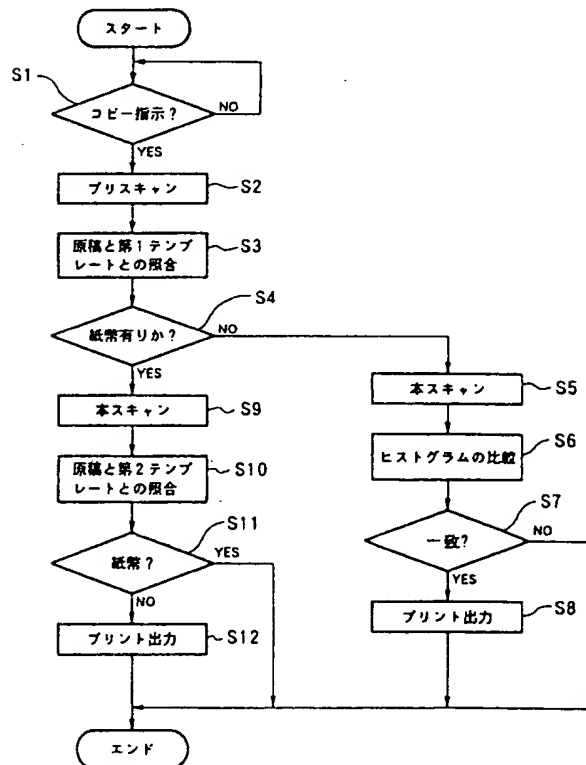 スタート
S1
コピー指示?
NO
YES
プリスキャン
S2
原稿と第1テンプ
レートとの照合
S3
紙幣有りか?
S4
NO
YES
本スキャン
S9
原稿と第2テンプ
レートとの照合
S10
紙幣?
S11
YES
NO
プリント出力
S12
本スキャン
S5
ヒストグラムの比較
S6
一致?
S7
NO
YES
プリント出力
S8
エンド